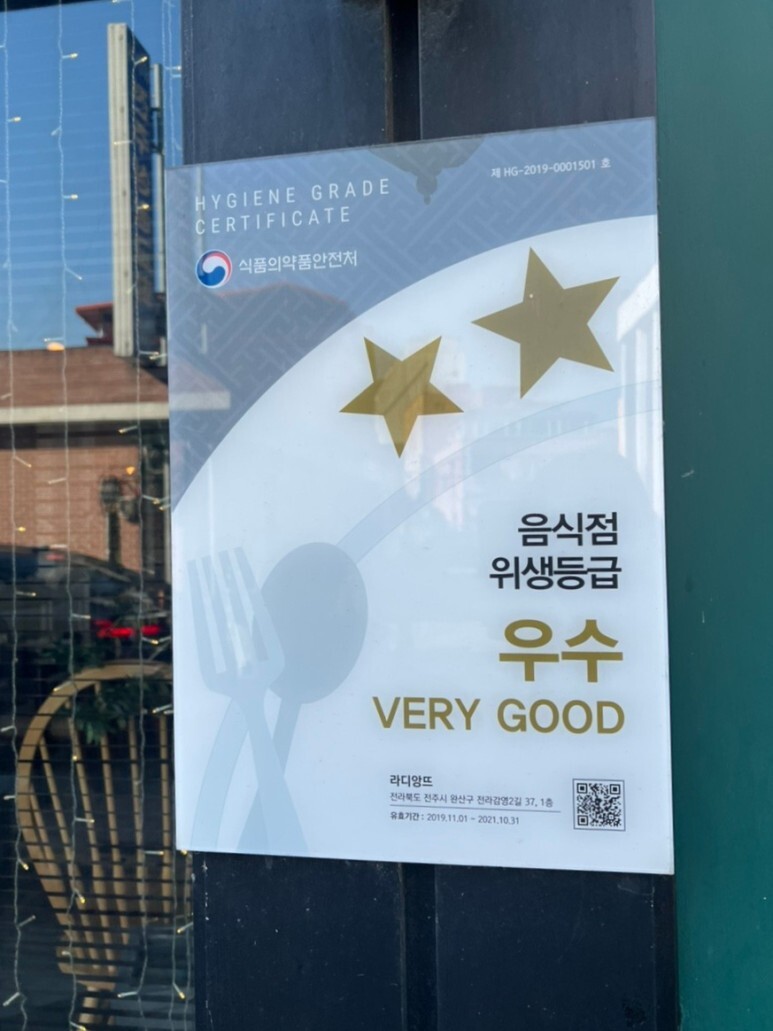 HYGIENE GRADE
CERTIFICATE
제 HG-2019-0001501 호
식품의약품안전처
음식점
위생등급
우수
VERY GOOD
라디앙뜨
전라북도 전주시 완산구 전라감영2길 37, 1층
유효기간 : 2019.11.01 ~ 2021.10.31